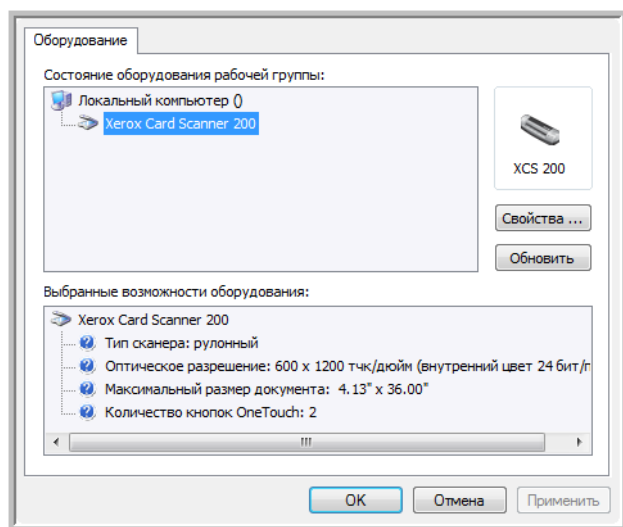 Оборудование
Состояние оборудования рабочей группы:
Локальный компьютер ()
Xerox Card Scanner 200
XCS 200
Свойства ...
Обновить
Выбранные возможности оборудования:
Xerox Card Scanner 200
Тип сканера: рулонный
Оптическое разрешение: 600 x 1200 тчк/дюйм (внутренний цвет 24 бит/п
Максимальный размер документа: 4.13" x 36.00"
Количество кнопок OneTouch: 2
OK
Отмена
Применить